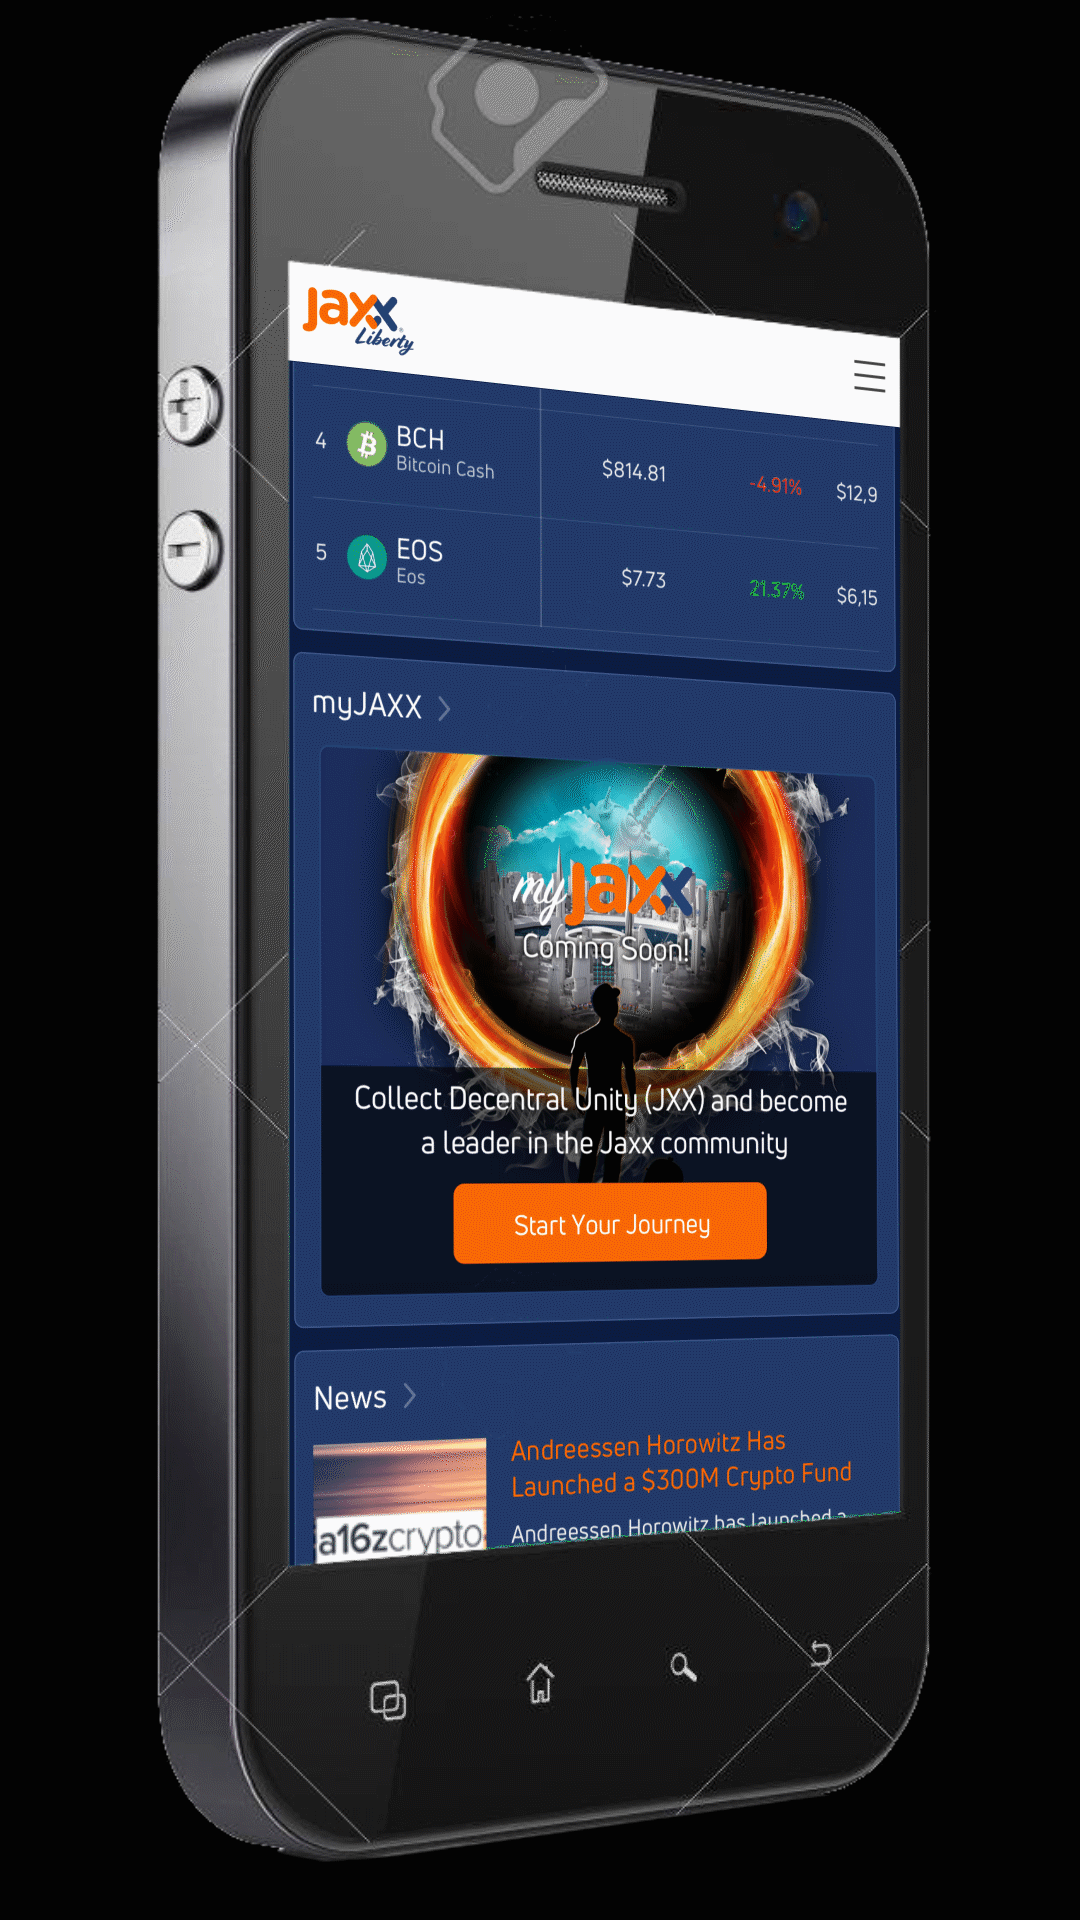 jaxx
Liberty
4 BCH $814.81 -4.91% $12,9
Bitcoin Cash
5 EOS $7.73 21.37% $6,15
Eos
myJAXX
my jaxx
Coming Soon!
Collect Decentral Unity (JXX) and become
a leader in the Jaxx community
Start Your Journey
News
Andreessen Horowitz Has
Launched a $300M Crypto Fund
Andreessen Horowitz has launched a
a16zcrypto